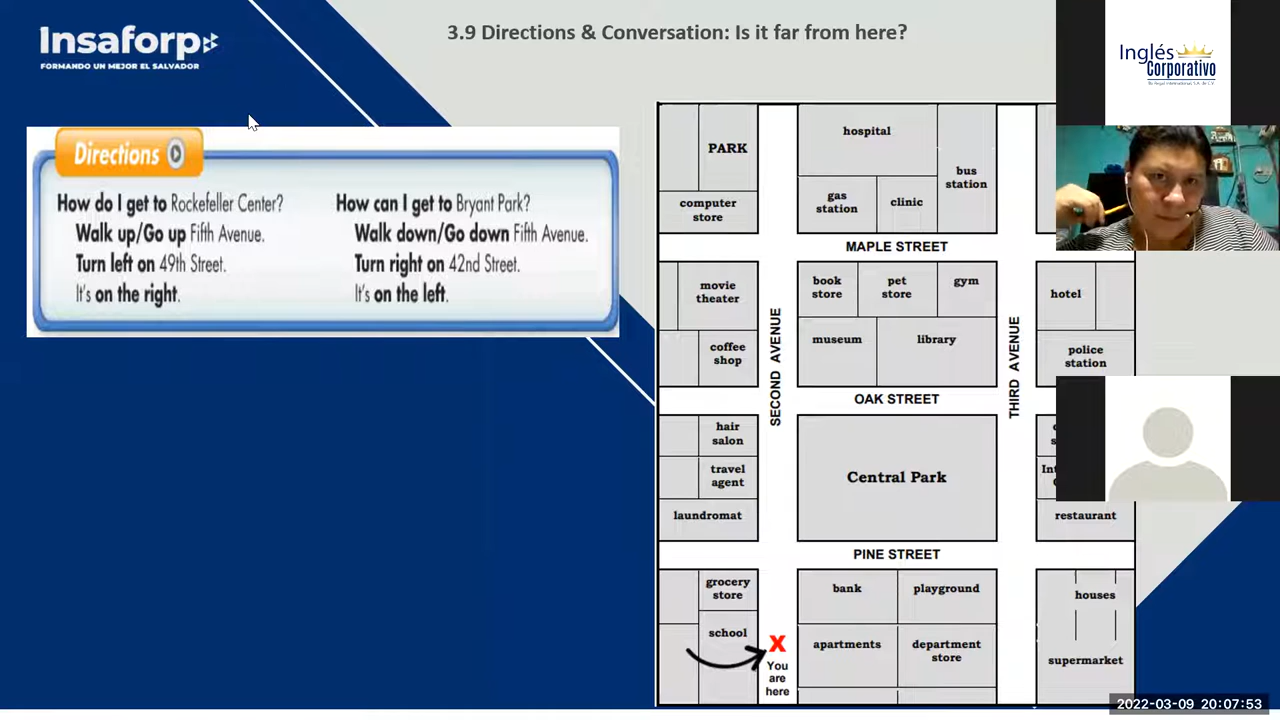 Insaforp
FORMANDO UN MEJOR EL SALVADOR
3.9 Directions & Conversation: Is it far from here?
Inglés
Corporativo
Directions
How do I get to Rockefeller Center?
Walk up/Go up Fifth Avenue.
Turn left on 49th Street.
It's on the right.
How can I get to Bryant Park?
Walk down/Go down Fifth Avenue.
Turn right on 42nd Street.
It's on the left.
PARK
computer
store
hospital
gas
station
clinic
bus
station
MAPLE STREET
movie
theater
coffee
shop
SECOND AVENUE
book
store
pet
store
gym
museum
library
THIRD AVENUE
hotel
police
station
OAK STREET
hair
salon
travel
agent
laundromat
Central Park
restaurant
PINE STREET
grocery
store
school
X
You
are
here
bank
playground
apartments
department
store
houses
supermarket
2022-03-09 20:07:53